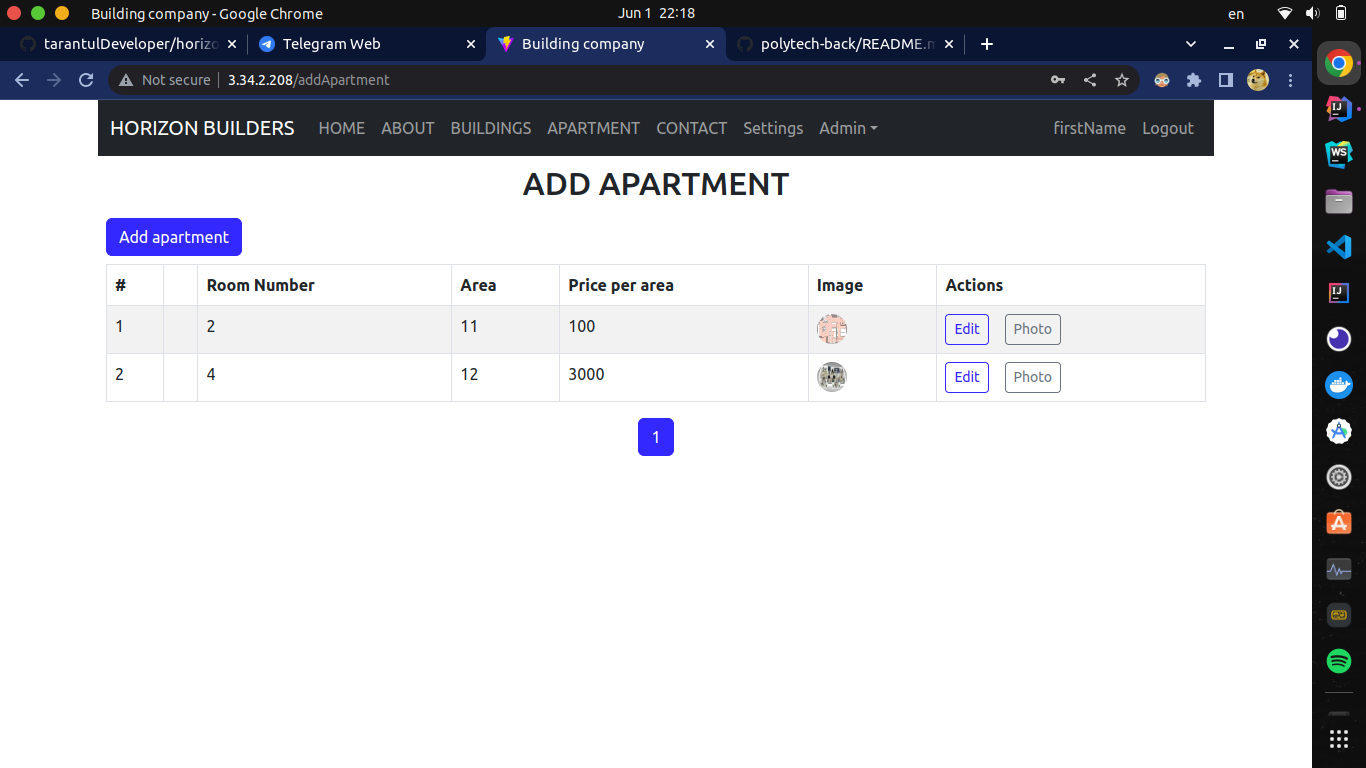 Building company - Google Chrome
Jun 1 22:18
en
tarantulDeveloper/horizo
Telegram Web
Building company
polytech-back/README.m
Not secure
3.34.2.208/addApartment
HORIZON BUILDERS HOME ABOUT BUILDINGS APARTMENT CONTACT Settings Admin firstName Logout
ADD APARTMENT
Add apartment
# Room Number Area Price per area Image Actions
1 2 11 100 Edit Photo
2 4 12 3000 Edit Photo
1
IJ
WS
IJ